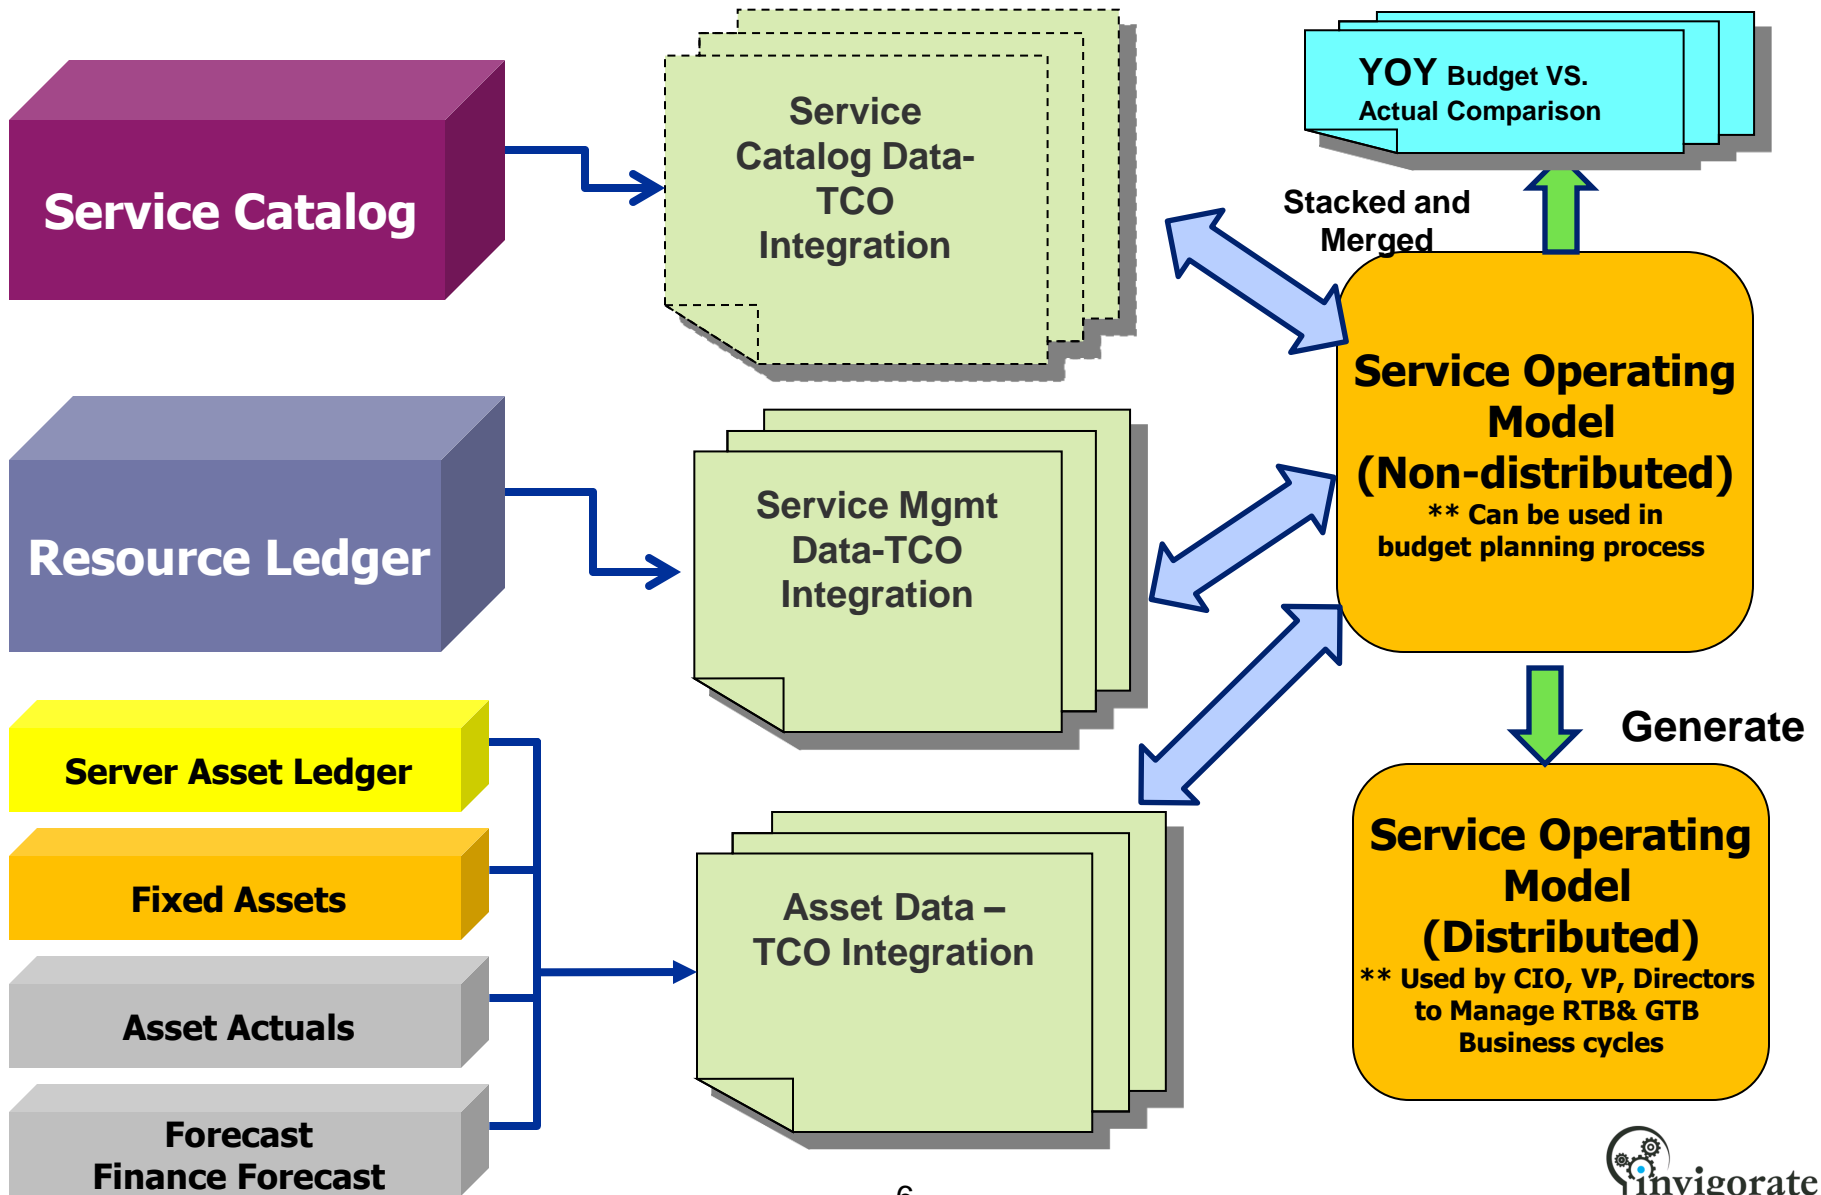 Service Catalog
Service
Catalog Data-
TCO
Integration
YOY Budget VS.
Actual Comparison
Stacked and
Merged
Service Operating
Model
(Non-distributed)
** Can be used in
budget planning process
Resource Ledger
Service Mgmt
Data-TCO
Integration
Generate
Server Asset Ledger
Fixed Assets
Asset Actuals
Forecast
Finance Forecast
Asset Data –
TCO Integration
Service Operating
Model
(Distributed)
** Used by CIO, VP, Directors
to Manage RTB& GTB
Business cycles
6
invigorate